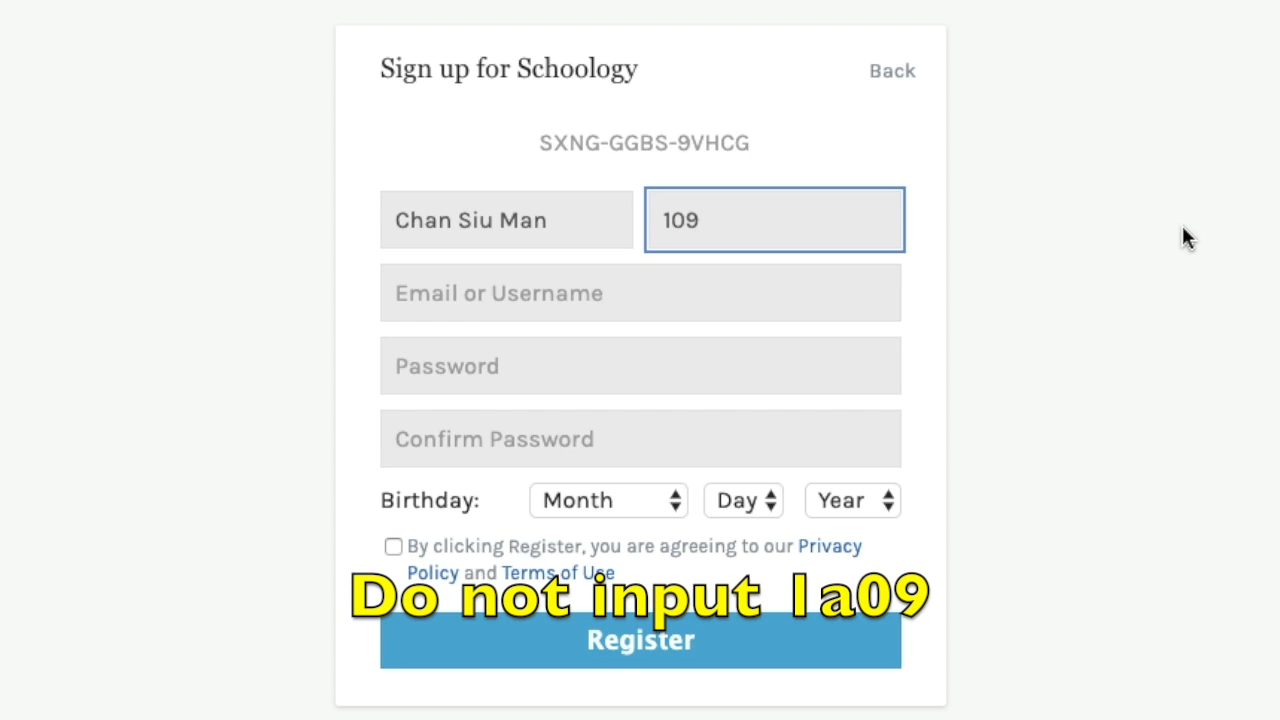 Sign up for Schoology
Back
SXNG-GGBS-9VHCG
Chan Siu Man
109
Email or Username
Password
Confirm Password
Birthday: Month Day Year
By clicking Register, you are agreeing to our Privacy
Policy and Terms of Use
Do not input 1a09
Register